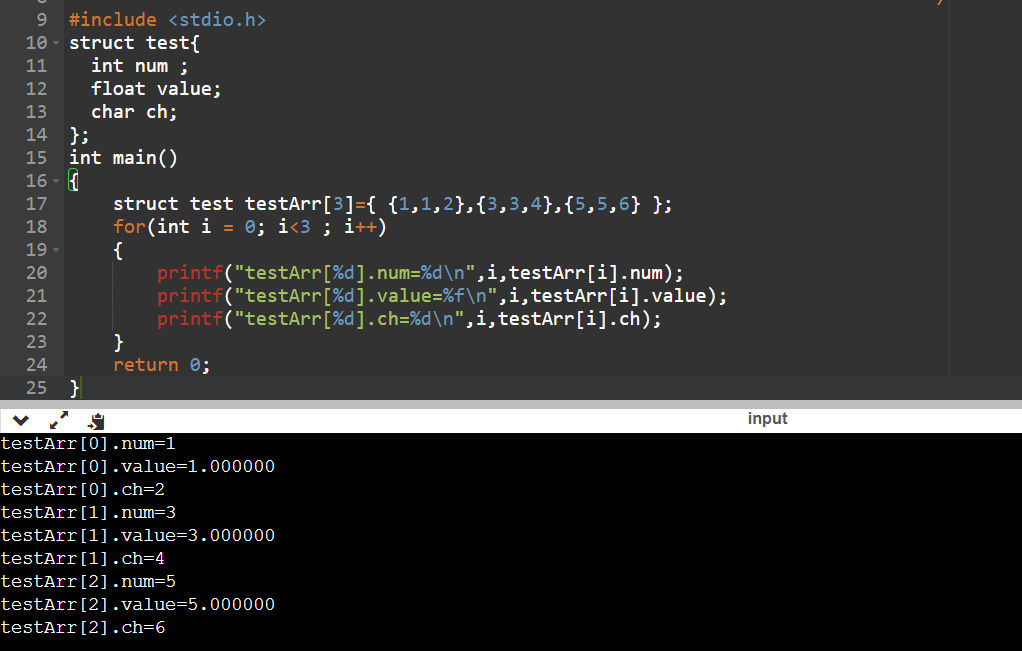 9 #include <stdio.h>
10 struct test{
11   int num ;
12   float value;
13   char ch;
14 };
15 int main()
16 {
17     struct test testArr[3]={ {1,1,2},{3,3,4},{5,5,6} };
18     for(int i = 0; i<3 ; i++)
19     {
20         printf("testArr[%d].num=%d\n",i,testArr[i].num);
21         printf("testArr[%d].value=%f\n",i,testArr[i].value);
22         printf("testArr[%d].ch=%d\n",i,testArr[i].ch);
23     }
24     return 0;
25 }
input
testArr[0].num=1
testArr[0].value=1.000000
testArr[0].ch=2
testArr[1].num=3
testArr[1].value=3.000000
testArr[1].ch=4
testArr[2].num=5
testArr[2].value=5.000000
testArr[2].ch=6